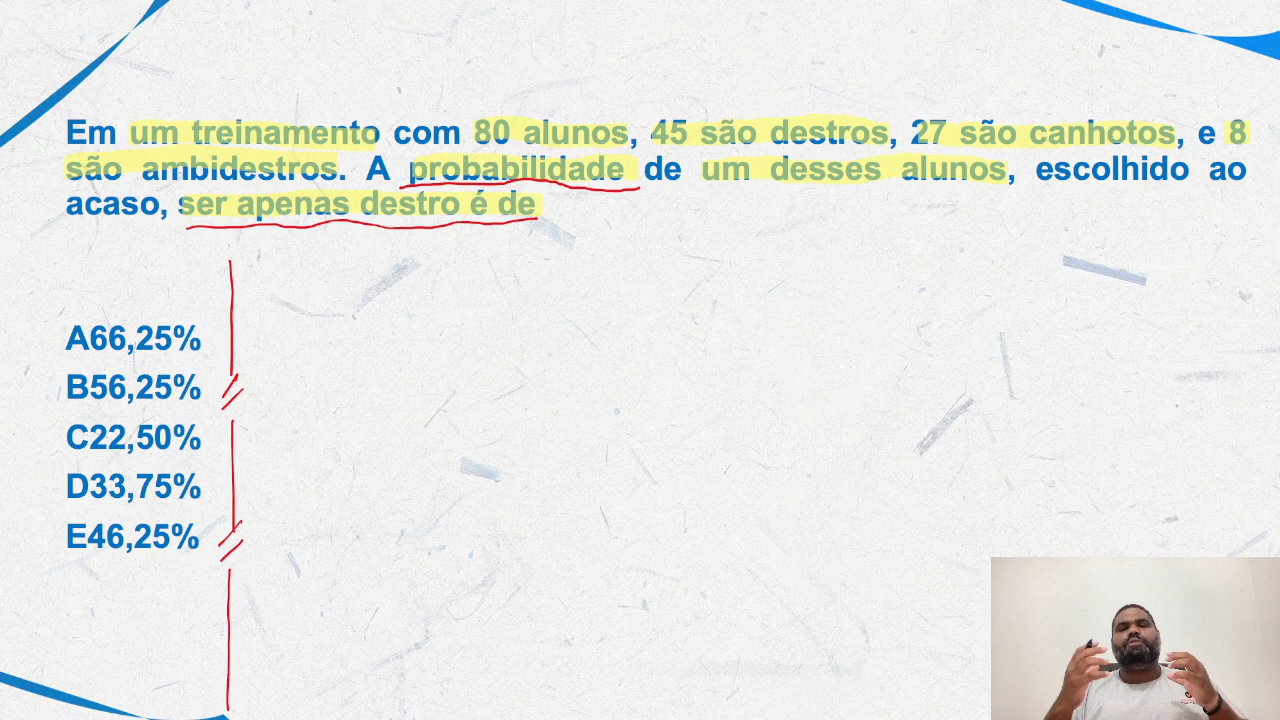 Em um treinamento com 80 alunos, 45 são destros, 27 são canhotos, e 8
são ambidestros. A probabilidade de um desses alunos, escolhido ao
acaso, ser apenas destro é de
A66,25%
B56,25%
C22,50%
D33,75%
E46,25%